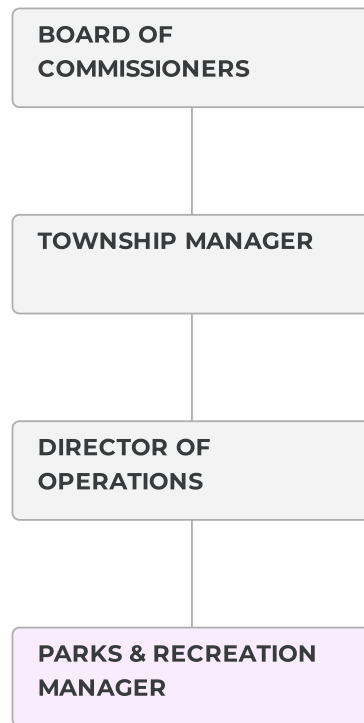 BOARD OF
COMMISSIONERS
TOWNSHIP MANAGER
DIRECTOR OF
OPERATIONS
PARKS & RECREATION
MANAGER